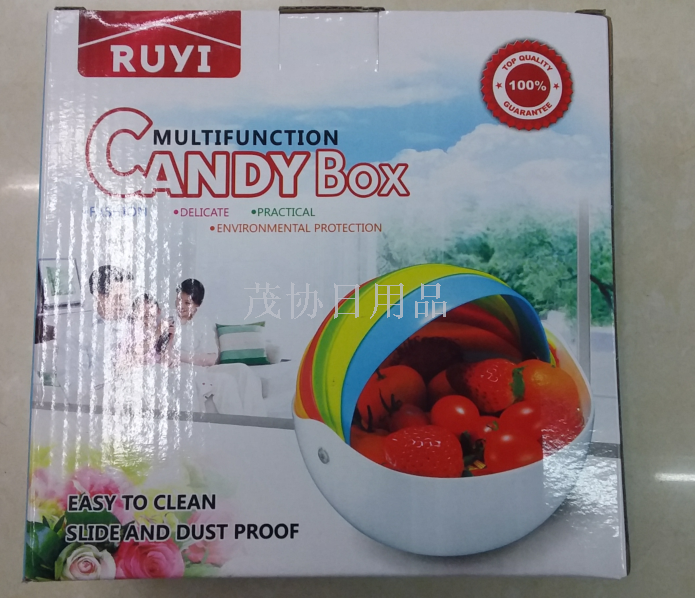 RUYI
TOP QUALITY
100%
GUARANTEE
MULTIFUNCTION
CANDY BOX
FASHION •DELICATE •PRACTICAL
•ENVIRONMENTAL PROTECTION
茂协日用品
EASY TO CLEAN
SLIDE AND DUST PROOF